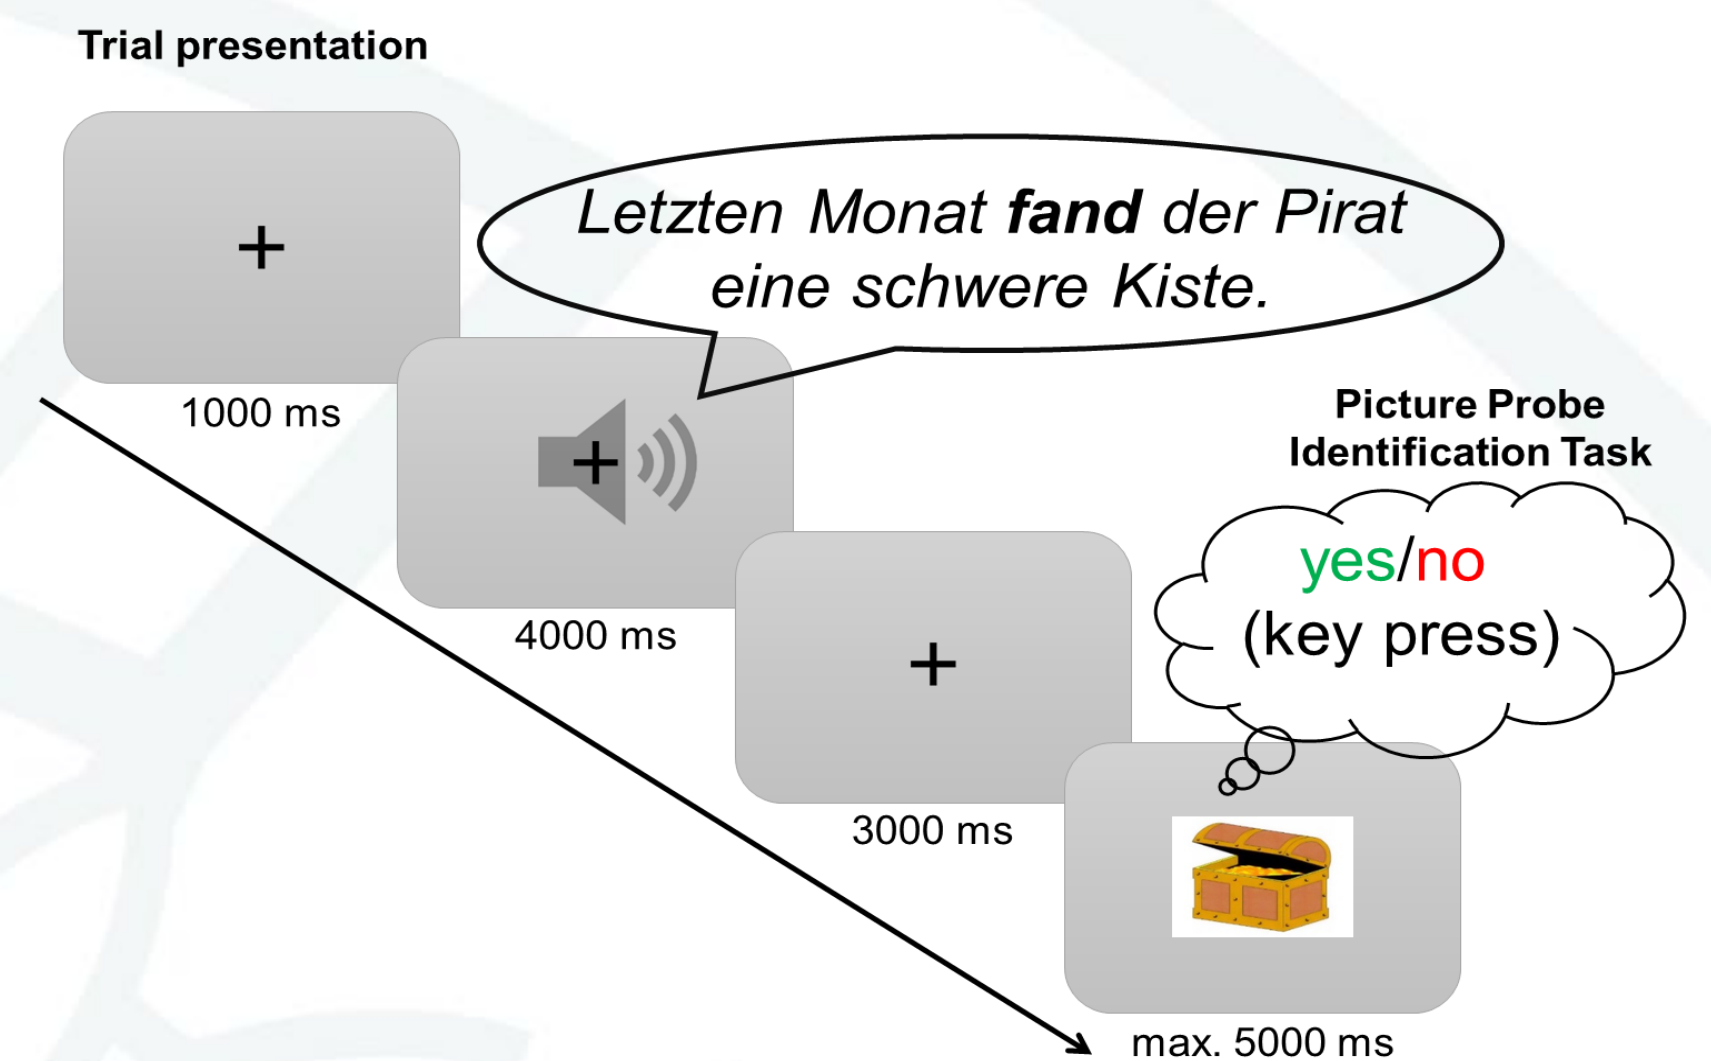 Trial presentation
+
1000 ms
Letzten Monat fand der Pirat
eine schwere Kiste.
+
4000 ms
+
3000 ms
Picture Probe
Identification Task
yes/no
(key press)
max. 5000 ms